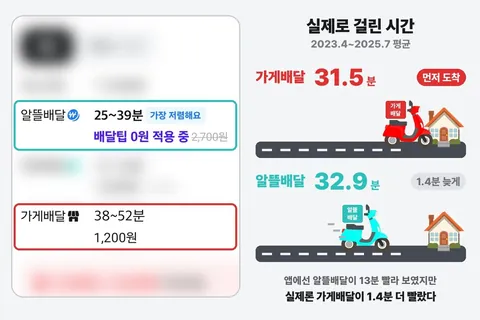 알뜰배달 25~39분 가장 저렴해요
배달팁 0원 적용 중 2,700원
가게배달 38~52분
1,200원
실제로 걸린 시간
2023.4~2025.7 평균
가게배달 31.5분 먼저 도착
가게
배달
알뜰배달 32.9분 1.4분 늦게
알뜰
배달
앱에선 알뜰배달이 13분 빨라 보였지만
실제론 가게배달이 1.4분 더 빨랐다